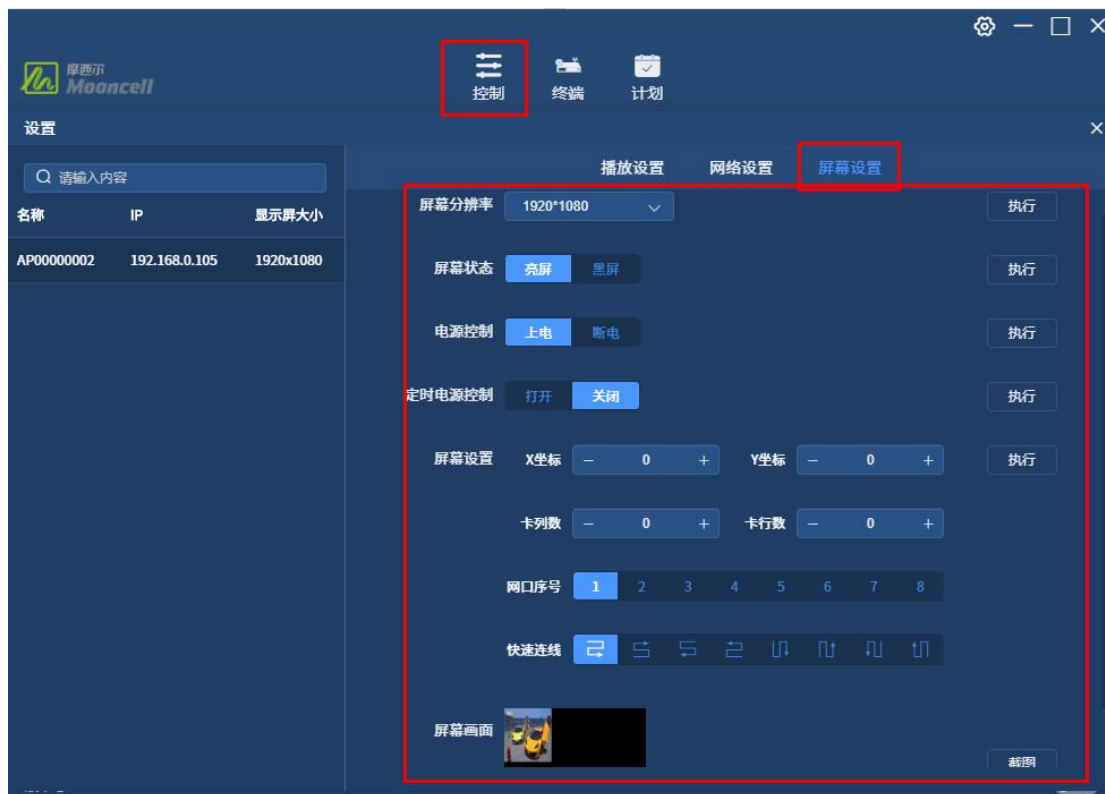 摩西尔
Mooncell
控制 终端 计划
设置
请输入内容
名称 IP 显示屏大小
AP00000002 192.168.0.105 1920x1080
播放设置 网络设置 屏幕设置
屏幕分辨率 1920*1080 执行
屏幕状态 亮屏 黑屏 执行
电源控制 上电 断电 执行
定时电源控制 打开 关闭 执行
屏幕设置 X坐标 − 0 + Y坐标 − 0 + 执行
卡列数 − 0 + 卡行数 − 0 +
网口序号 1 2 3 4 5 6 7 8
快速连线
屏幕画面
截图